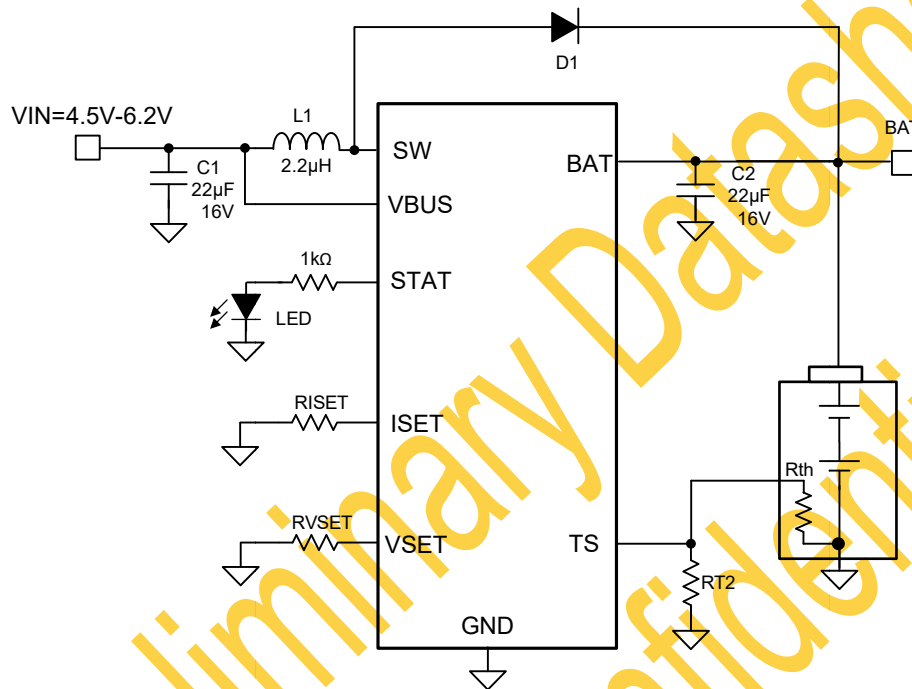 D1
VIN=4.5V-6.2V
L1
2.2μH
C1
22μF
16V
SW
VBUS
BAT
BAT
C2
22μF
16V
1kΩ
STAT
LED
RISET
ISET
RVSET
VSET
Rth
TS
RT2
GND